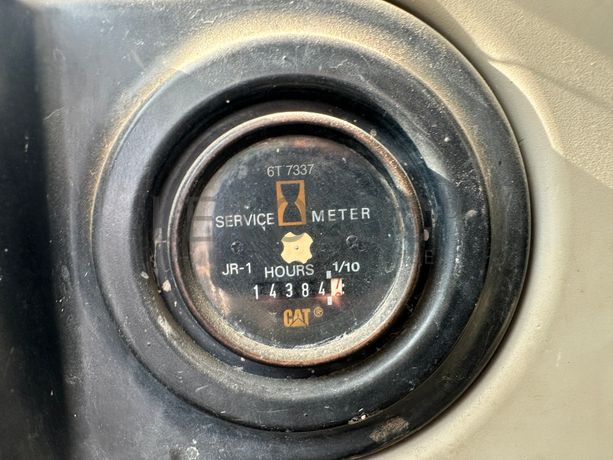 6T 7337
SERVICE METER
JR-1 HOURS 1/10
143844
CAT®